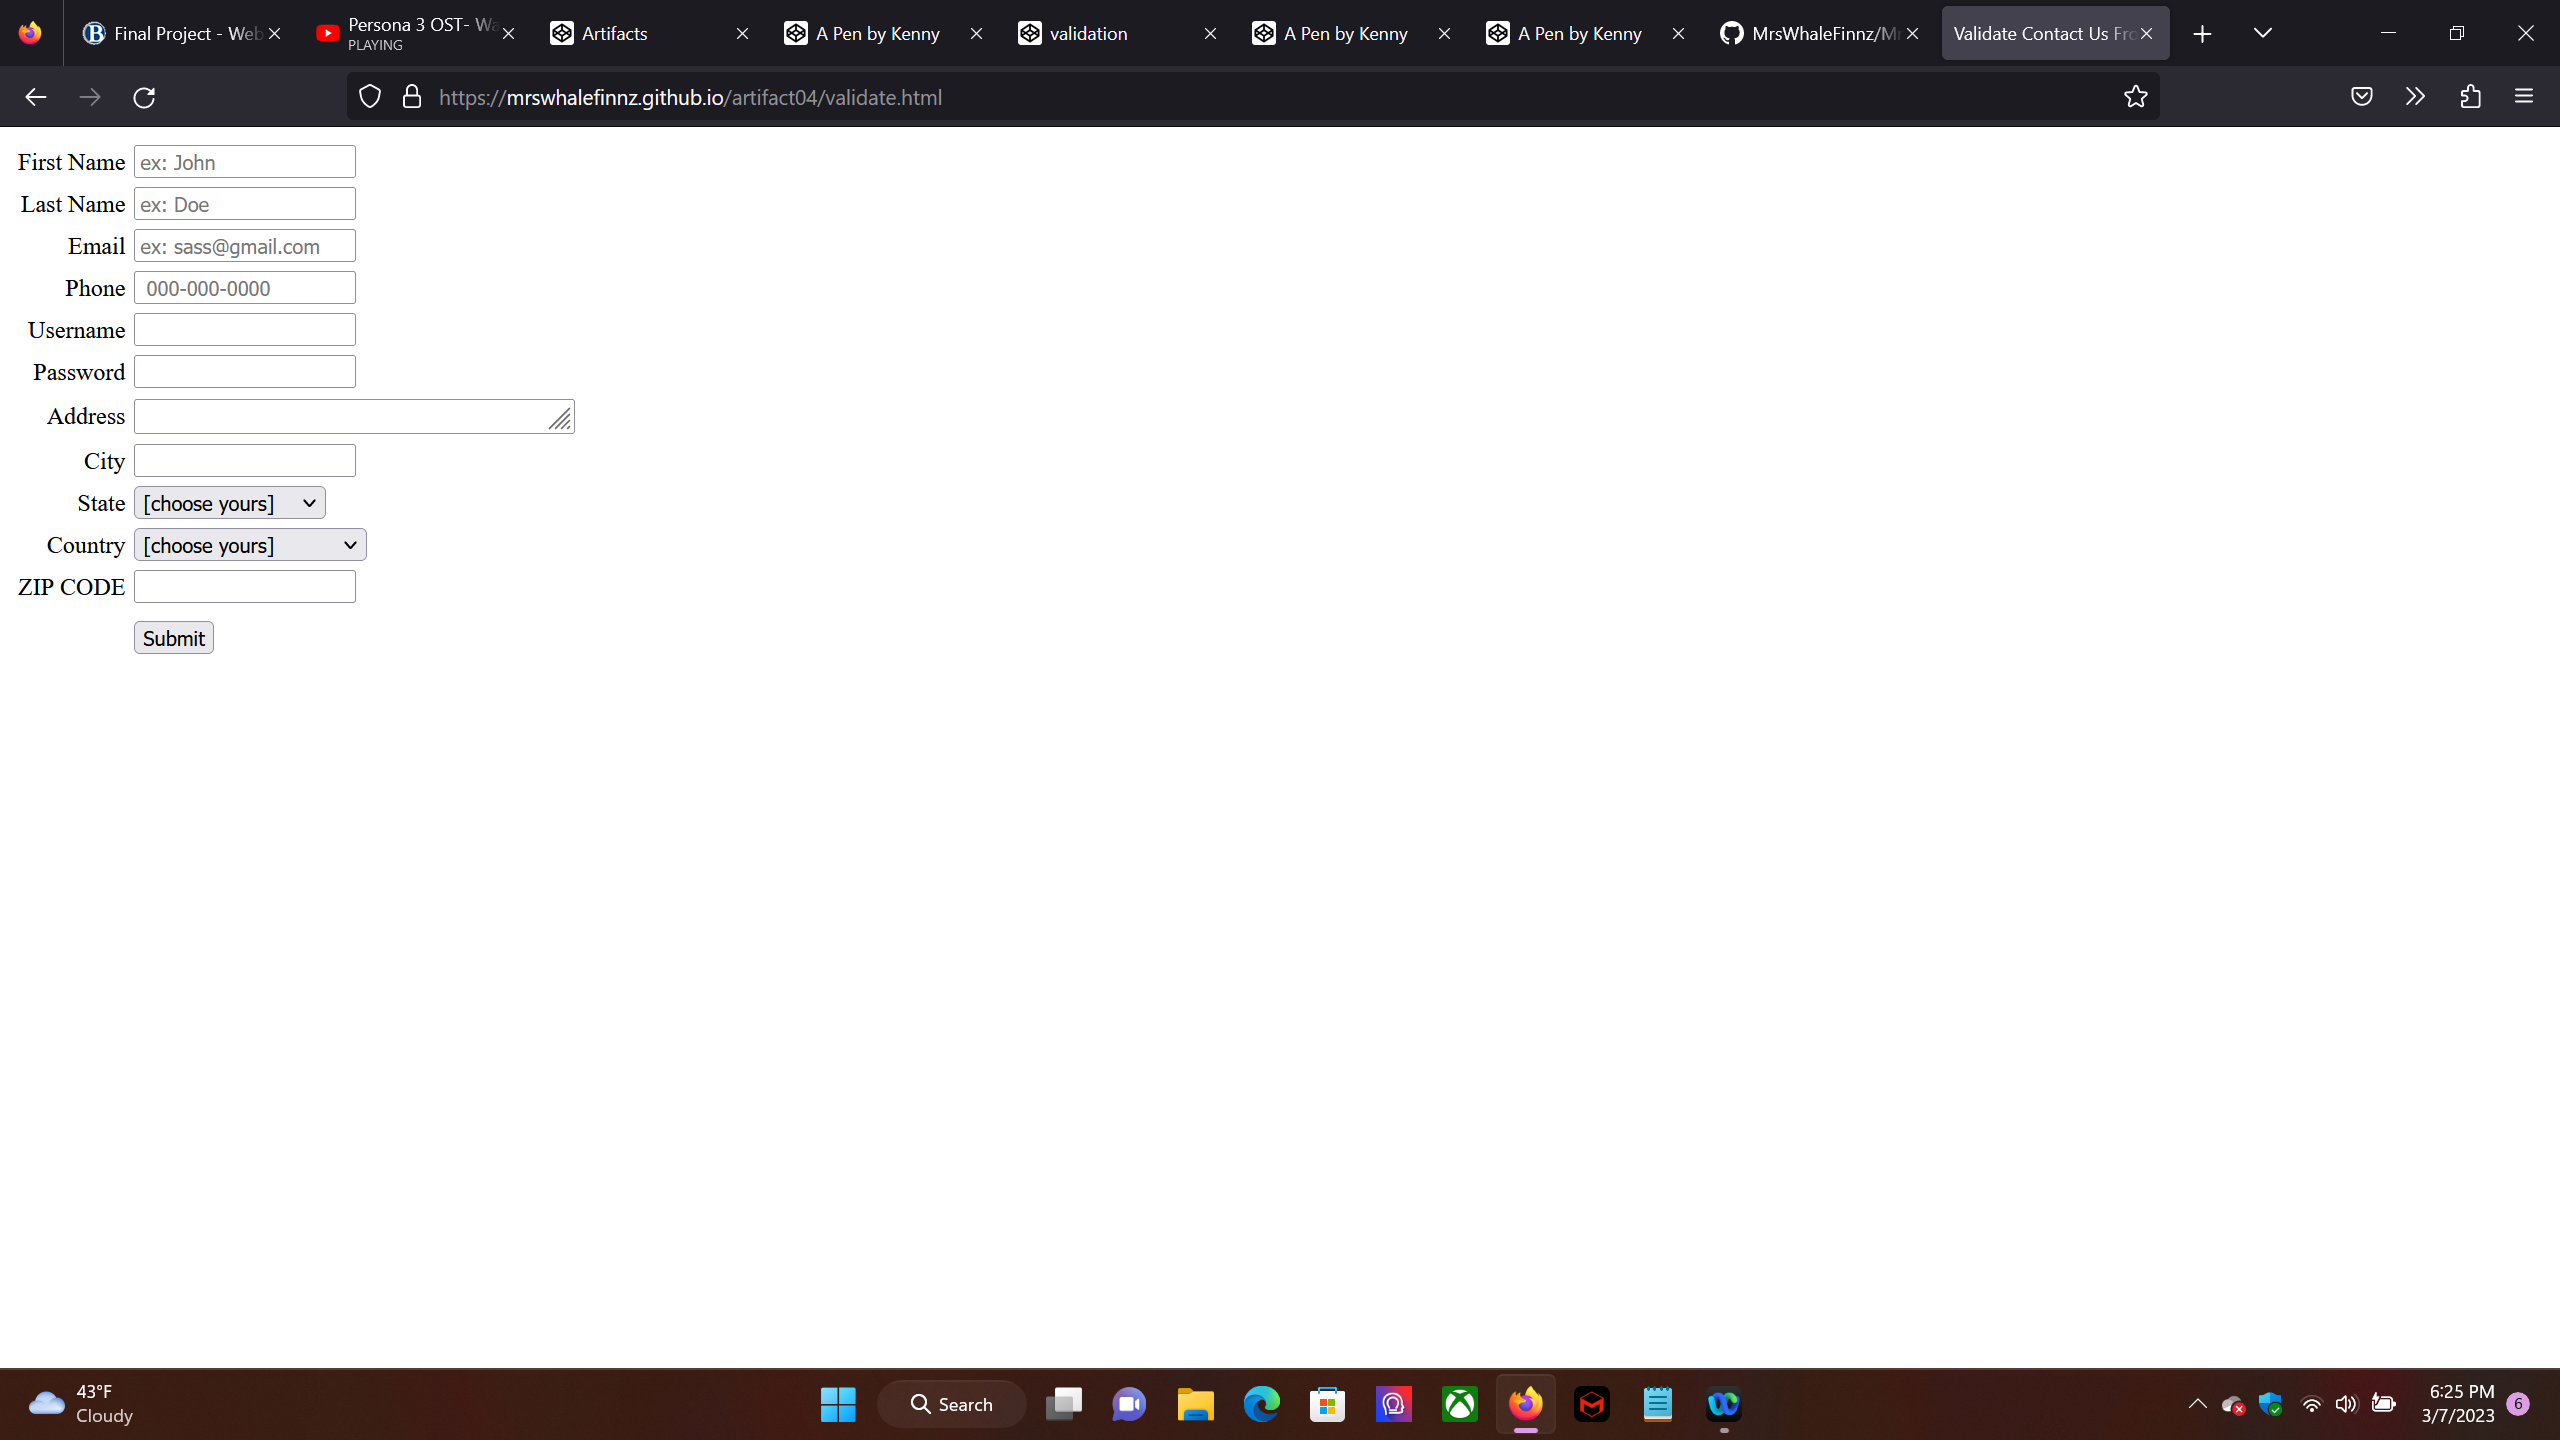 Final Project - Web
Persona 3 OST- Wa
PLAYING
Artifacts
A Pen by Kenny
validation
A Pen by Kenny
A Pen by Kenny
MrsWhaleFinnz/Mr
Validate Contact Us Fro
https://mrswhalefinnz.github.io/artifact04/validate.html
First Name ex: John
Last Name ex: Doe
Email ex: sass@gmail.com
Phone 000-000-0000
Username
Password
Address
City
State [choose yours]
Country [choose yours]
ZIP CODE
Submit
43°F
Cloudy
Search
6:25 PM
3/7/2023
6